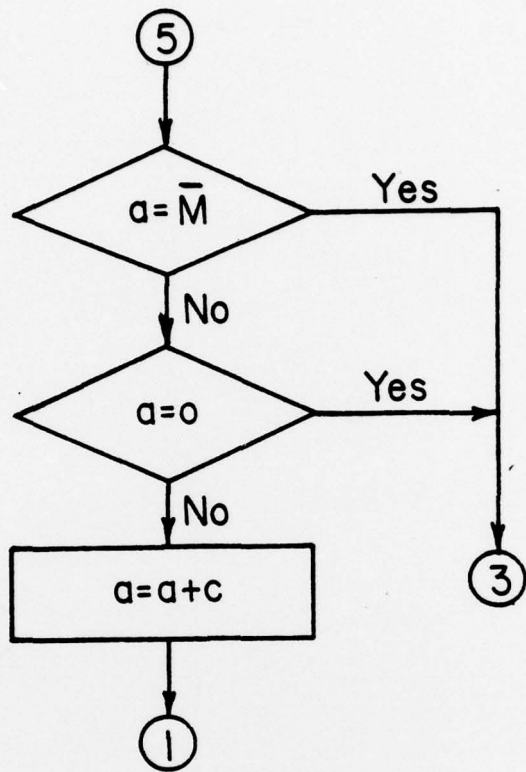 5
a=M̄
Yes
No
a=o
Yes
No
a=a+c
3
1